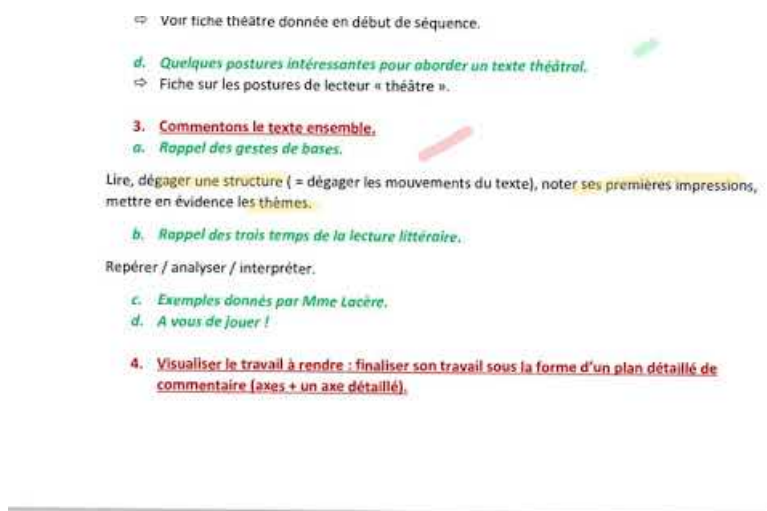 ⇨ Voir fiche théâtre donnée en début de séquence.
d. Quelques postures intéressantes pour aborder un texte théâtral.
⇨ Fiche sur les postures de lecteur « théâtre ».
3. Commentons le texte ensemble.
a. Rappel des gestes de bases.
Lire, dégager une structure ( = dégager les mouvements du texte), noter ses premières impressions,
mettre en évidence les thèmes.
b. Rappel des trois temps de la lecture littéraire.
Repérer / analyser / interpréter.
c. Exemples donnés par Mme Lacère.
d. A vous de jouer !
4. Visualiser le travail à rendre : finaliser son travail sous la forme d'un plan détaillé de
commentaire (axes + un axe détaillé).